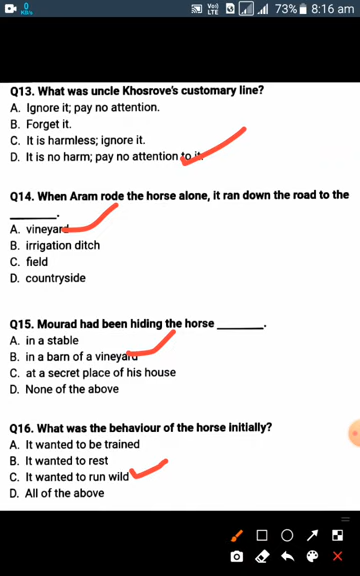 0
KB/s
Vo)
LTE
73% 8:16 am
Q13. What was uncle Khosrove's customary line?
A. Ignore it; pay no attention.
B. Forget it.
C. It is harmless; ignore it.
D. It is no harm; pay no attention to it.
Q14. When Aram rode the horse alone, it ran down the road to the
________.
A. vineyard
B. irrigation ditch
C. field
D. countryside
Q15. Mourad had been hiding the horse ________.
A. in a stable
B. in a barn of a vineyard
C. at a secret place of his house
D. None of the above
Q16. What was the behaviour of the horse initially?
A. It wanted to be trained
B. It wanted to rest
C. It wanted to run wild
D. All of the above